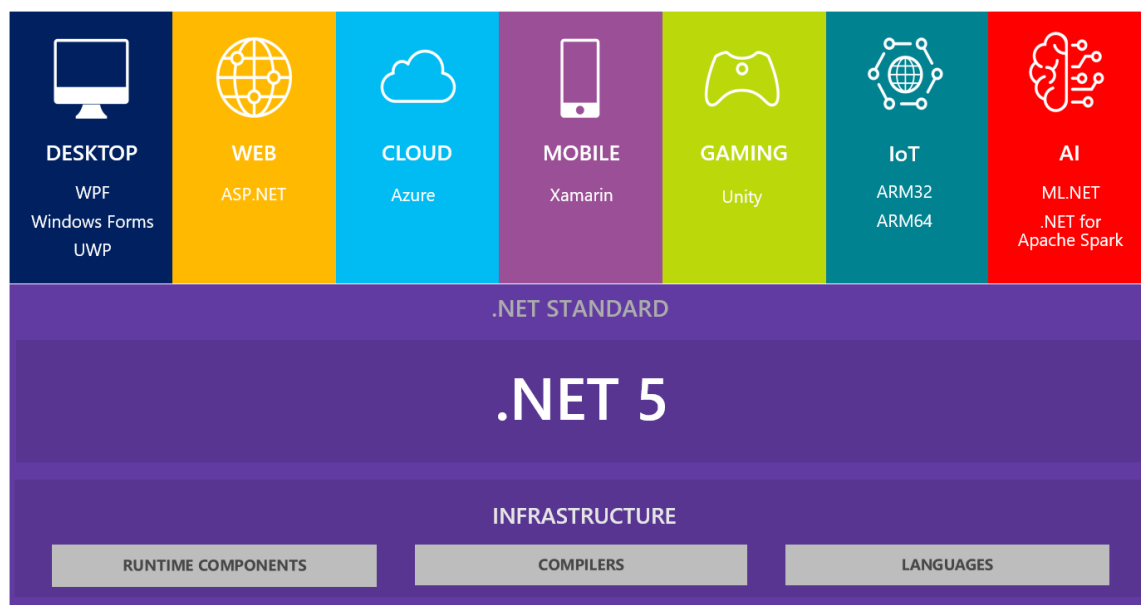 DESKTOP
WPF
Windows Forms
UWP
WEB
ASP.NET
CLOUD
Azure
MOBILE
Xamarin
GAMING
Unity
IoT
ARM32
ARM64
AI
ML.NET
.NET for
Apache Spark
.NET STANDARD
.NET 5
INFRASTRUCTURE
RUNTIME COMPONENTS
COMPILERS
LANGUAGES